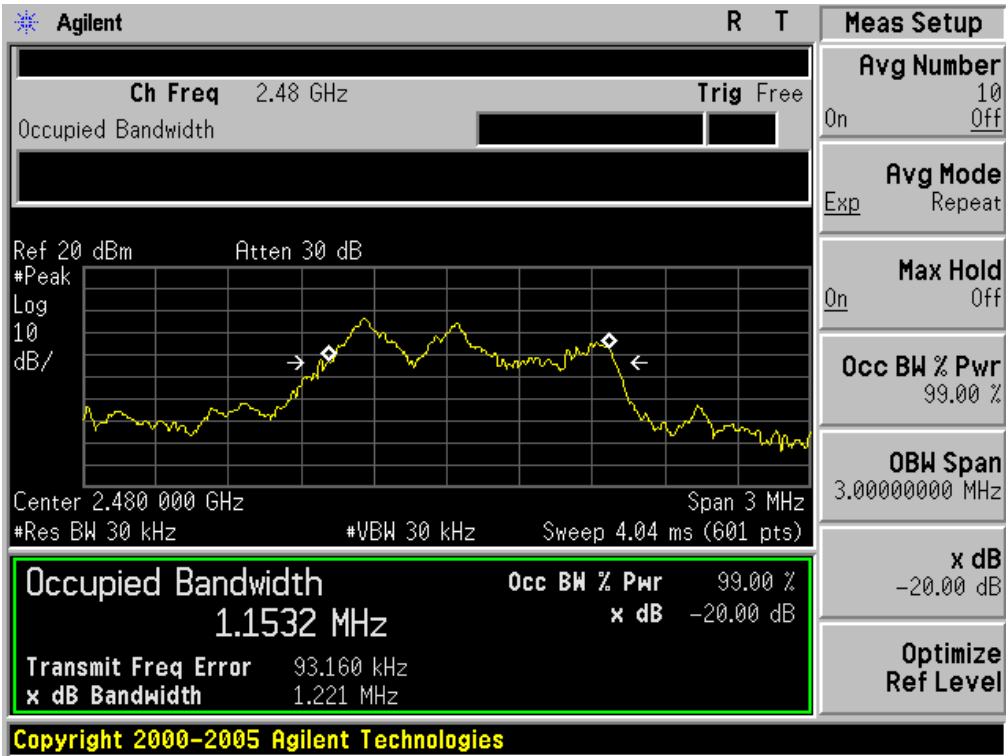 Agilent R T
Ch Freq 2.48 GHz Trig Free
Occupied Bandwidth
Ref 20 dBm Atten 30 dB
#Peak
Log
10
dB/
Center 2.480 000 GHz Span 3 MHz
#Res BW 30 kHz #VBW 30 kHz Sweep 4.04 ms (601 pts)
Occupied Bandwidth
1.1532 MHz
Occ BW % Pwr 99.00 %
x dB -20.00 dB
Transmit Freq Error 93.160 kHz
x dB Bandwidth 1.221 MHz
Copyright 2000-2005 Agilent Technologies
Meas Setup
Avg Number
10
On Off
Avg Mode
Exp Repeat
Max Hold
On Off
Occ BW % Pwr
99.00 %
OBW Span
3.00000000 MHz
x dB
-20.00 dB
Optimize
Ref Level